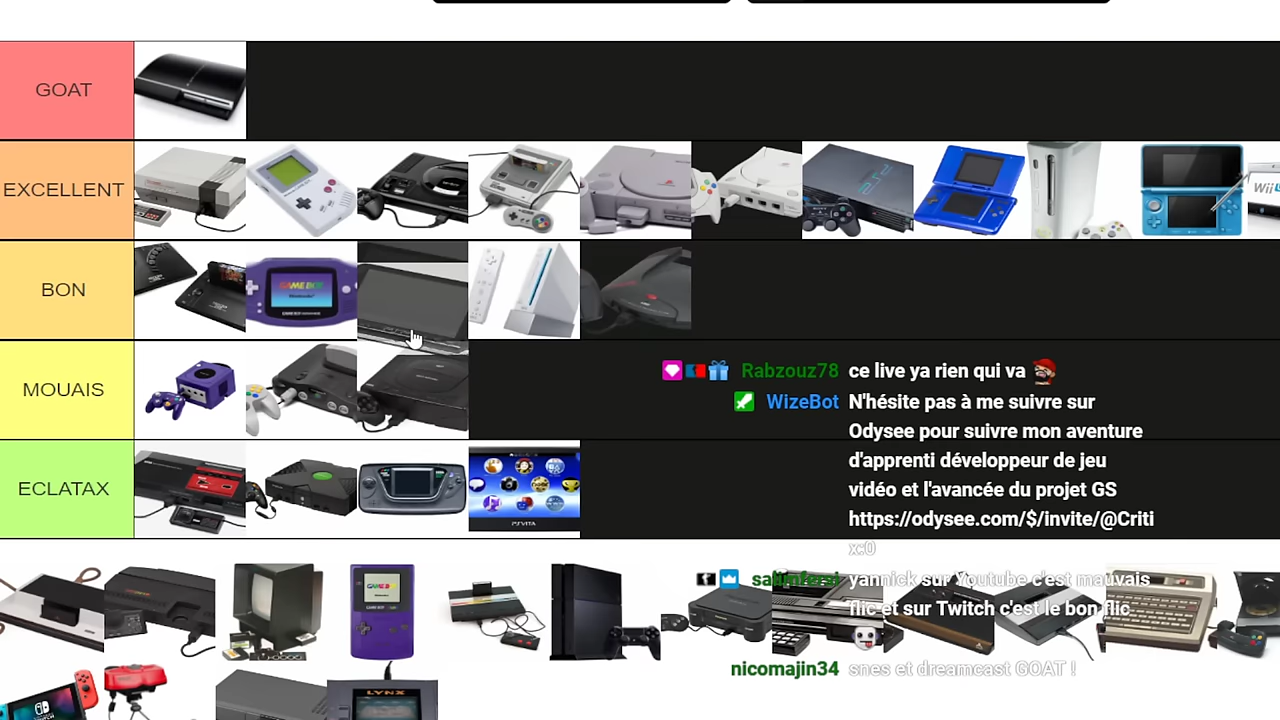 GOAT
EXCELLENT
WiiU
BON
GAME BOY
MOUAIS
Rabzouz78 ce live ya rien qui va
WizeBot N'hésite pas à me suivre sur
Odysee pour suivre mon aventure
d'apprenti développeur de jeu
vidéo et l'avancée du projet GS
https://odysee.com/$/invite/@Criti
x:0
ECLATAX
PSVITA
yannick sur Youtube c'est mauvais
flic et sur Twitch c'est le bon flic
nicomajin34 snes et dreamcast GOAT !
LYNX